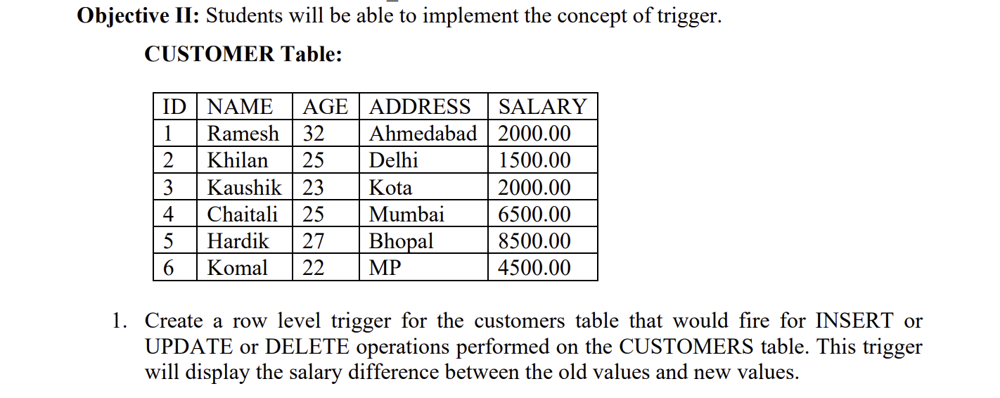 Objective II: Students will be able to implement the concept of trigger.
CUSTOMER Table:
ID NAME AGE ADDRESS SALARY
1 Ramesh 32 Ahmedabad 2000.00
2 Khilan 25 Delhi 1500.00
3 Kaushik 23 Kota 2000.00
4 Chaitali 25 Mumbai 6500.00
5 Hardik 27 Bhopal 8500.00
6 Komal 22 MP 4500.00
1. Create a row level trigger for the customers table that would fire for INSERT or
UPDATE or DELETE operations performed on the CUSTOMERS table. This trigger
will display the salary difference between the old values and new values.